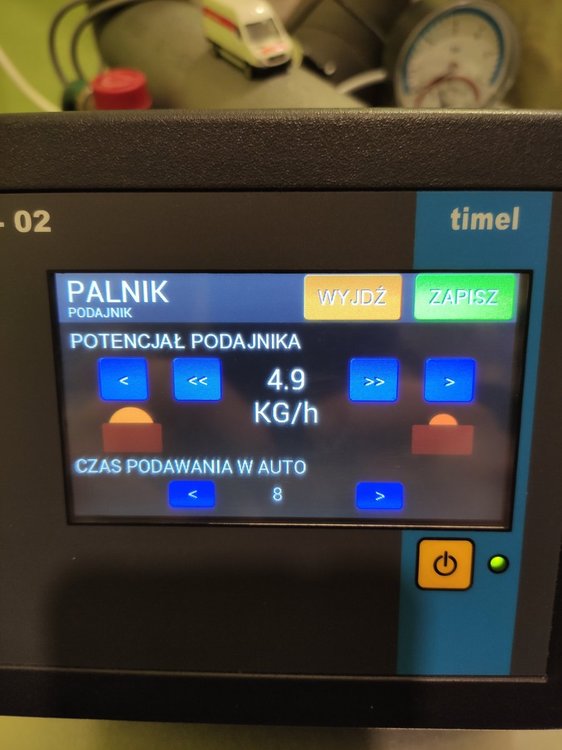 - 02
timel
PALNIK
PODAJNIK
WYJDŹ
ZAPISZ
POTENCJAŁ PODAJNIKA
< << 4.9 >> >
KG/h
CZAS PODAWANIA W AUTO
< 8 >